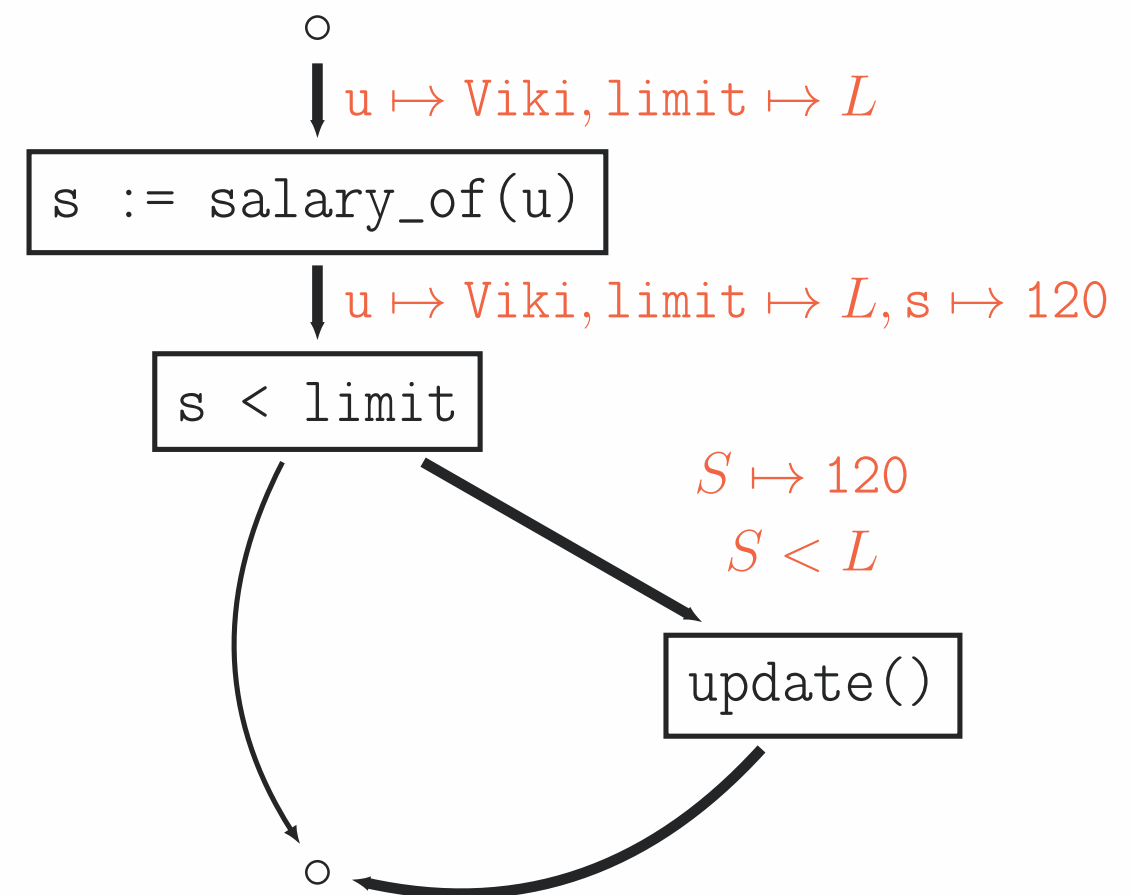 u ↦ Viki, limit ↦ L
s := salary_of(u)
u ↦ Viki, limit ↦ L, s ↦ 120
s < limit
S ↦ 120
S < L
update()